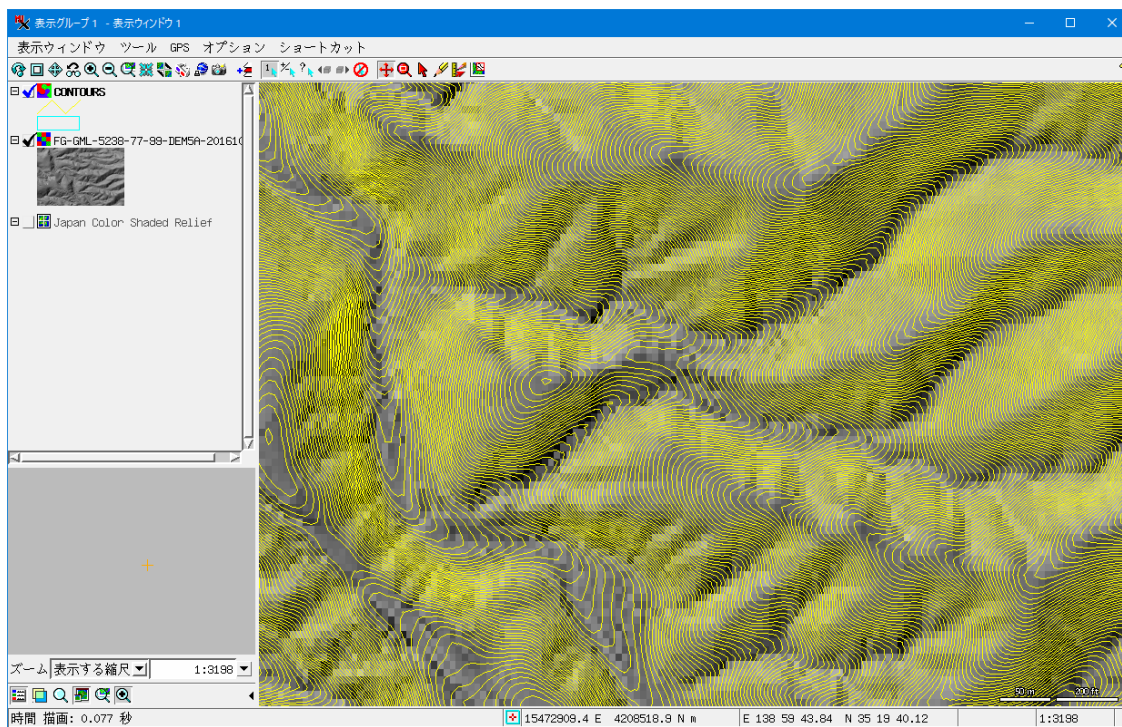 表示グループ1 - 表示ウィンドウ1
表示ウィンドウ ツール GPS オプション ショートカット
CONTOURS
FG-GML-5238-77-99-DEM5A-20161
Japan Color Shaded Relief
ズーム 表示する縮尺 1:3198
50 m 200 ft
時間 描画: 0.077 秒 15472909.4 E 4208518.9 N m E 138 59 43.84 N 35 19 40.12 1:3198